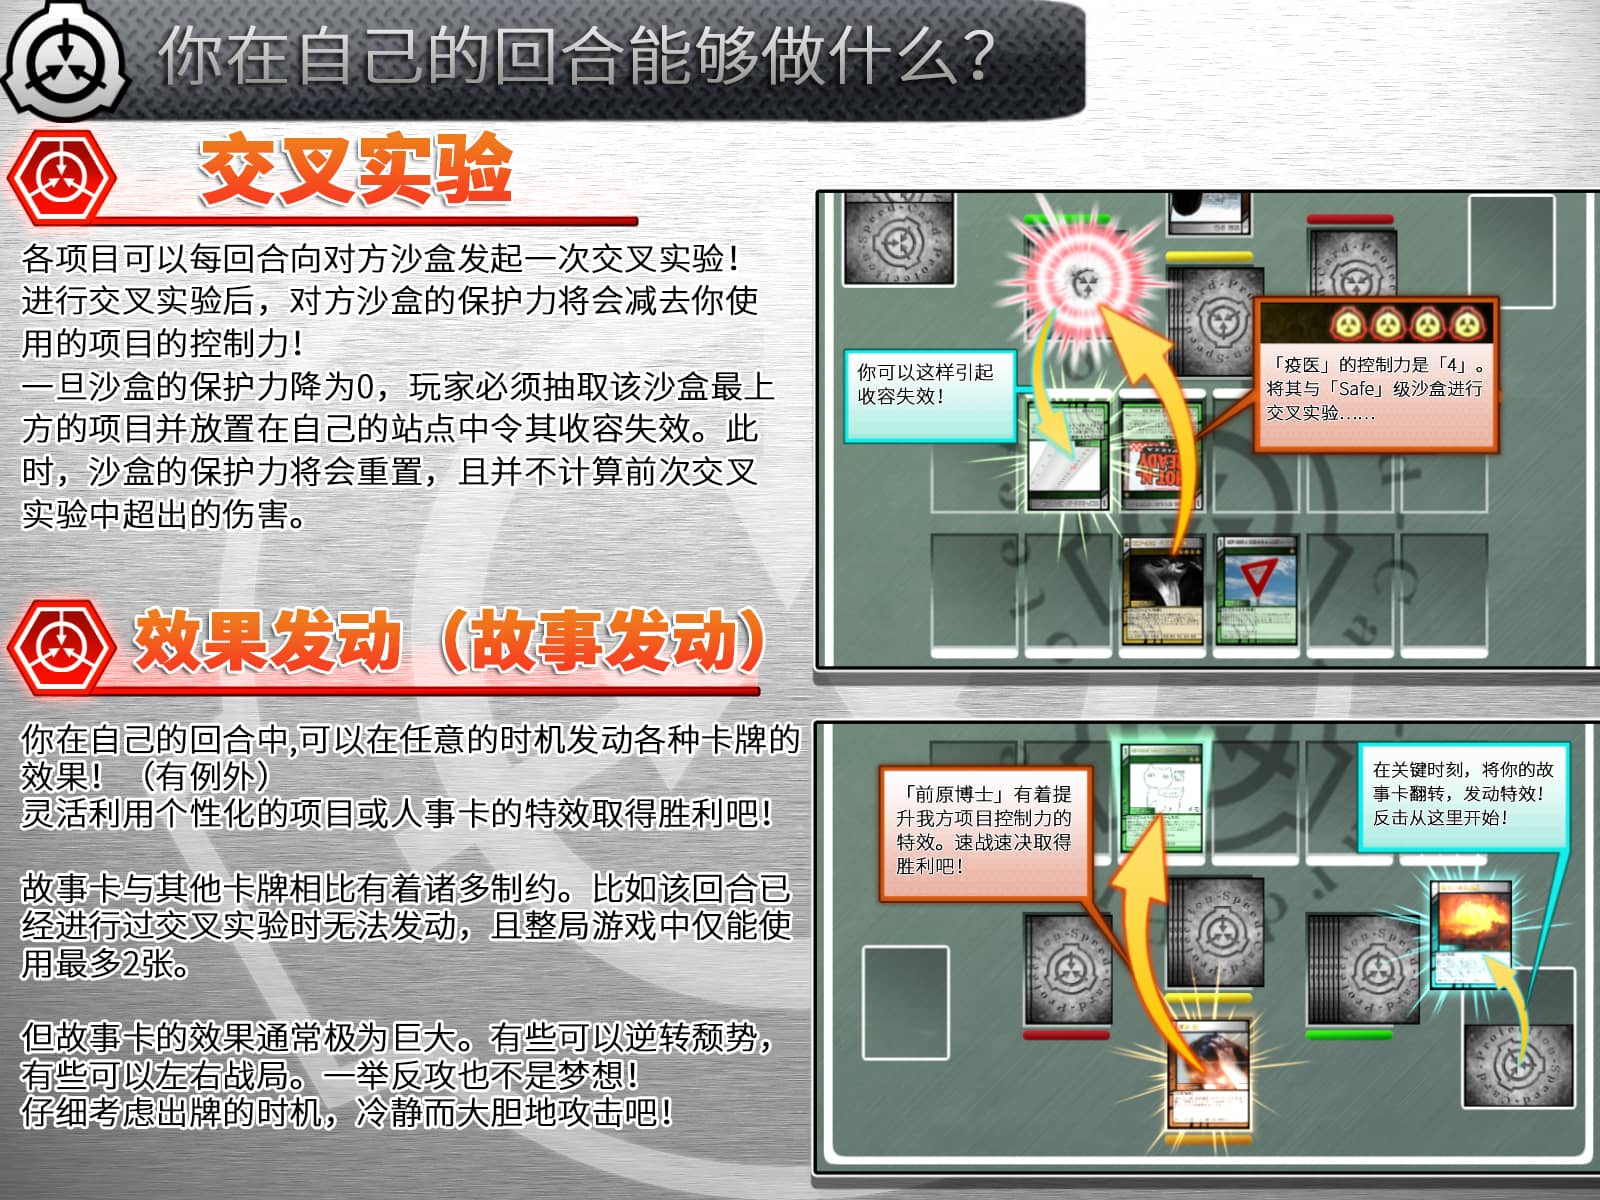 你在自己的回合能够做什么？
交叉实验
各项目可以每回合向对方沙盒发起一次交叉实验！
进行交叉实验后，对方沙盒的保护力将会减去你使
用的项目的控制力！
一旦沙盒的保护力降为0，玩家必须抽取该沙盒最上
方的项目并放置在自己的站点中令其收容失效。此
时，沙盒的保护力将会重置，且并不计算前次交叉
实验中超出的伤害。
你可以这样引起
收容失效！
「疫医」的控制力是「4」。
将其与「Safe」级沙盒进行
交叉实验……
效果发动（故事发动）
你在自己的回合中,可以在任意的时机发动各种卡牌的
效果！（有例外）
灵活利用个性化的项目或人事卡的特效取得胜利吧！
故事卡与其他卡牌相比有着诸多制约。比如该回合已
经进行过交叉实验时无法发动，且整局游戏中仅能使
用最多2张。
但故事卡的效果通常极为巨大。有些可以逆转颓势，
有些可以左右战局。一举反攻也不是梦想！
仔细考虑出牌的时机，冷静而大胆地攻击吧！
「前原博士」有着提
升我方项目控制力的
特效。速战速决取得
胜利吧！
在关键时刻，将你的故
事卡翻转，发动特效！
反击从这里开始！